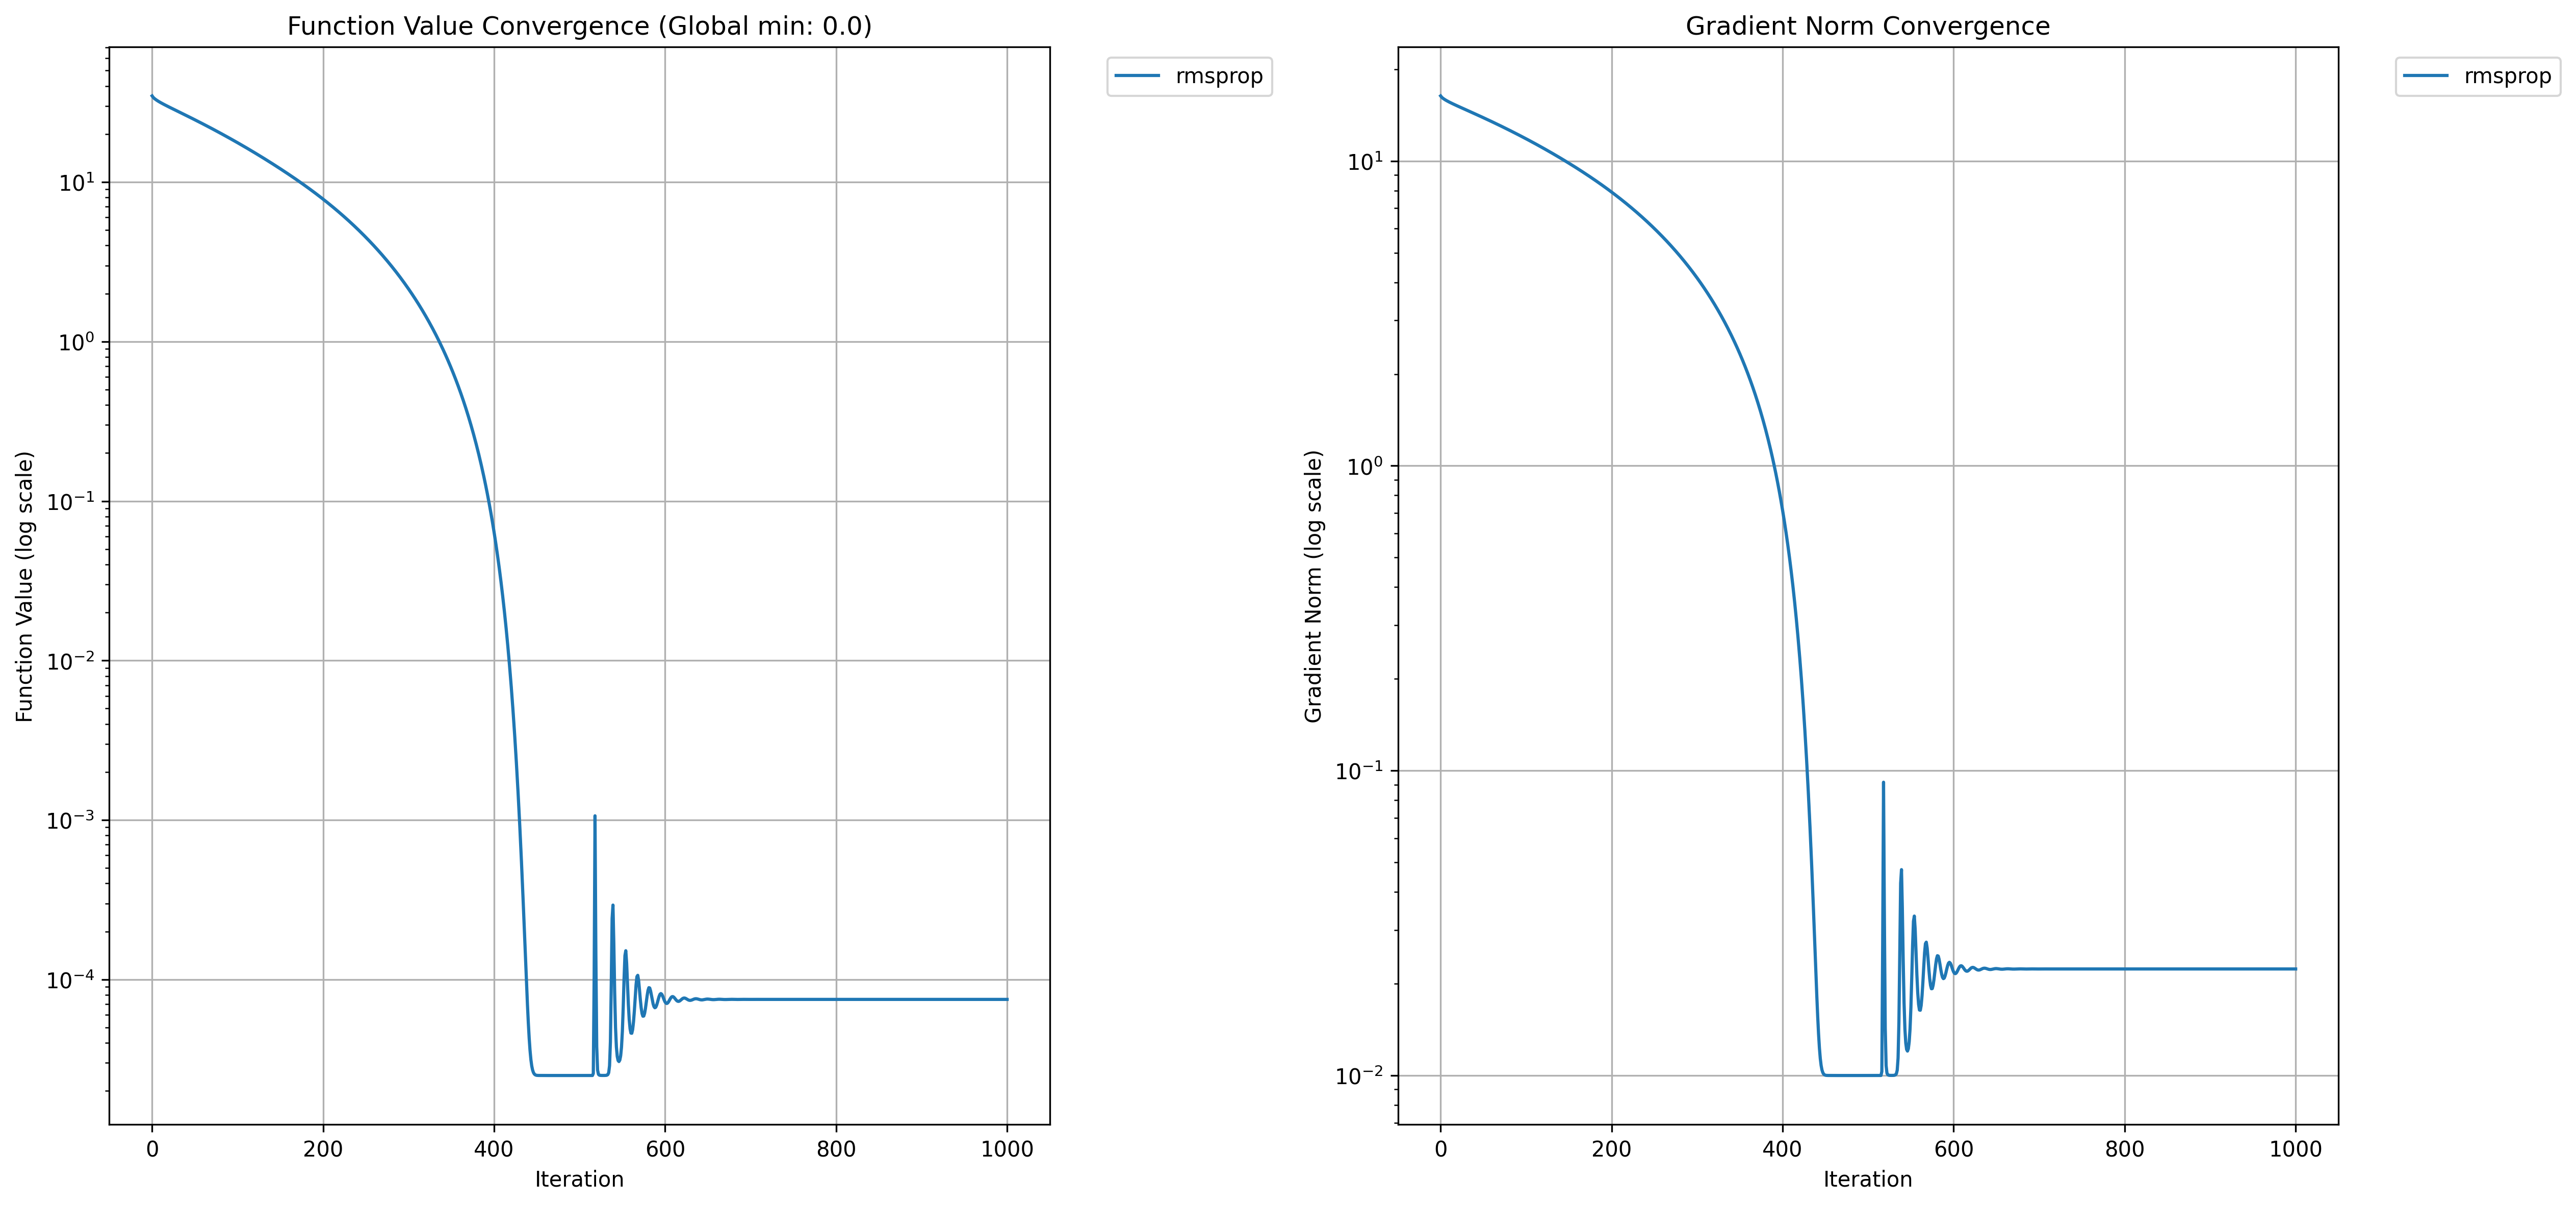 Function Value Convergence (Global min: 0.0)
Function Value (log scale)
10¹
10⁰
10⁻¹
10⁻²
10⁻³
10⁻⁴
0 200 400 600 800 1000
Iteration
rmsprop
Gradient Norm Convergence
Gradient Norm (log scale)
10¹
10⁰
10⁻¹
10⁻²
0 200 400 600 800 1000
Iteration
rmsprop